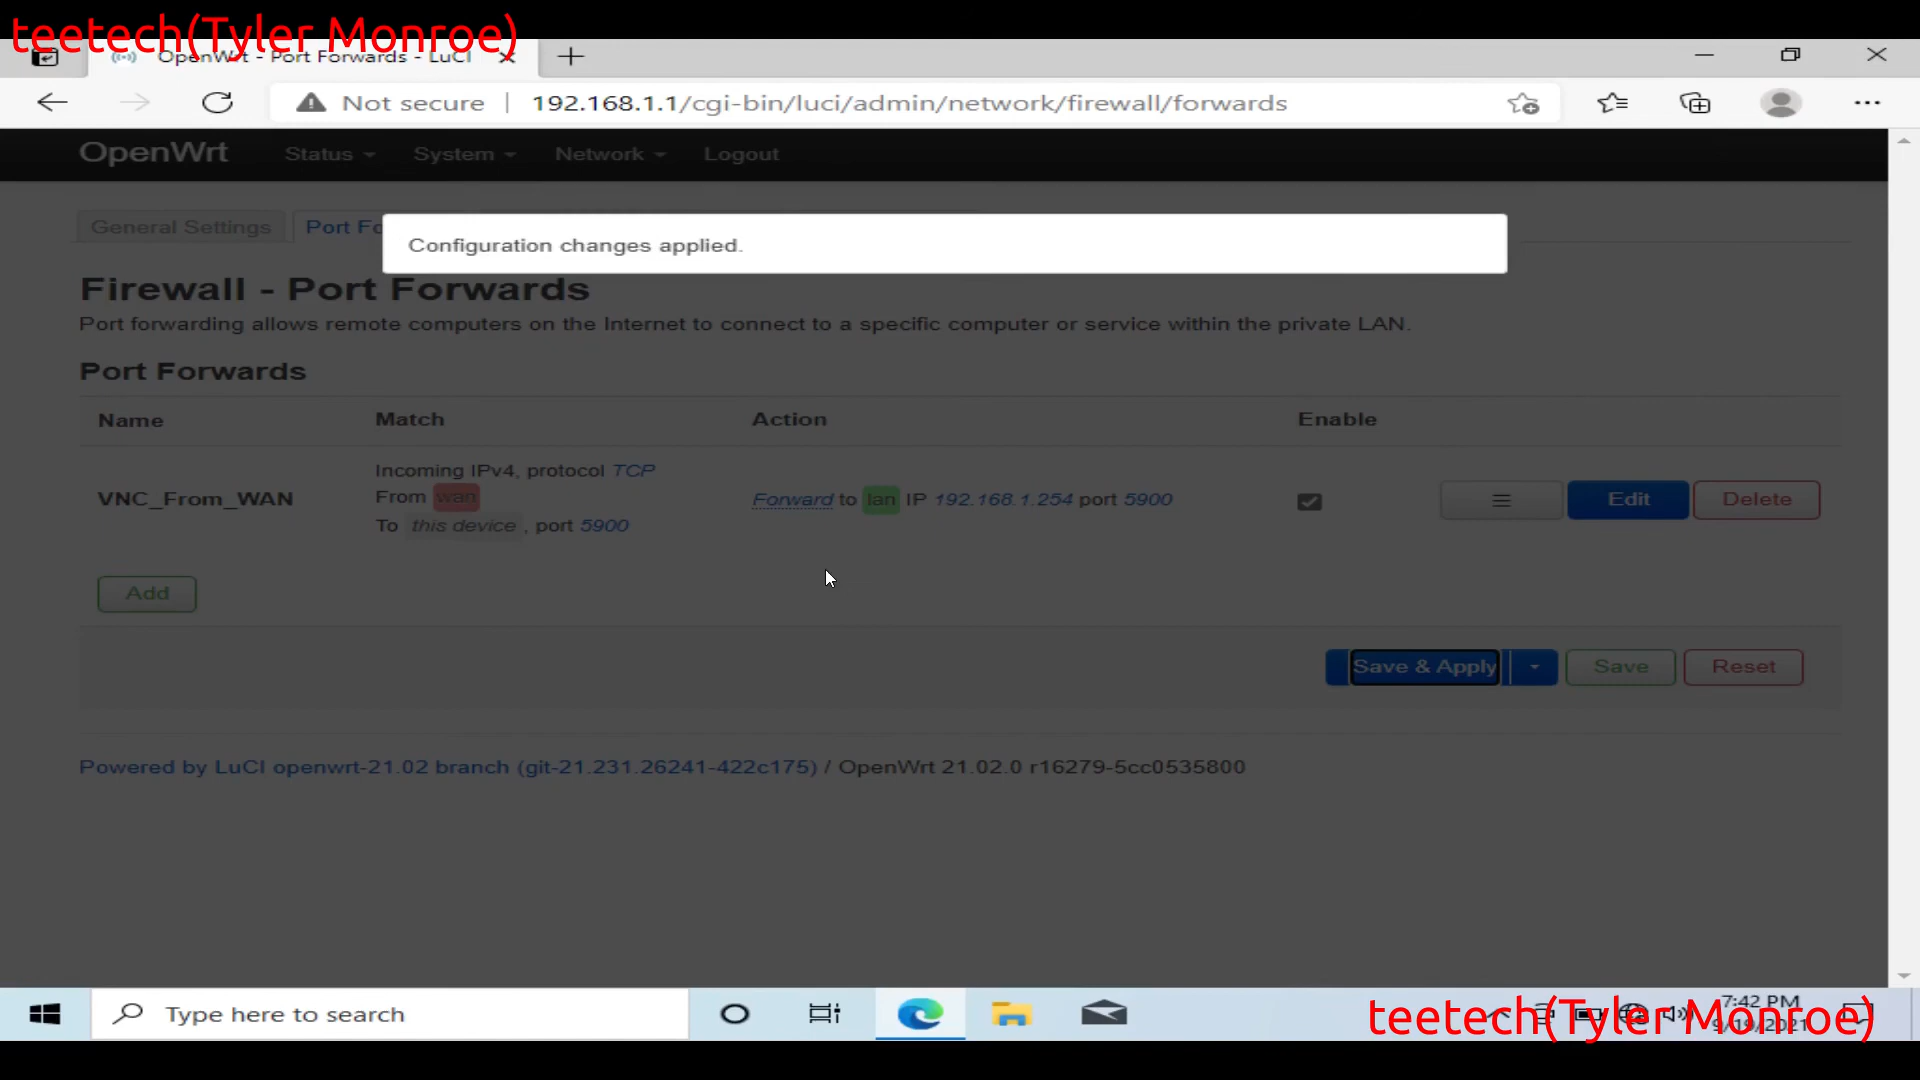 teetech(Tyler Monroe)
OpenWrt - Port Forwards - LuCI
Not secure | 192.168.1.1/cgi-bin/luci/admin/network/firewall/forwards
OpenWrt Status System Network Logout
General Settings Port Fo
Configuration changes applied.
Firewall - Port Forwards
Port forwarding allows remote computers on the Internet to connect to a specific computer or service within the private LAN.
Port Forwards
Name Match Action Enable
Incoming IPv4, protocol TCP
From wan
To this device, port 5900
VNC_From_WAN
Forward to lan IP 192.168.1.254 port 5900
Edit Delete
Add
Save & Apply Save Reset
Powered by LuCI openwrt-21.02 branch (git-21.231.26241-422c175) / OpenWrt 21.02.0 r16279-5cc0535800
Type here to search
7:42 PM
9/19/2021
teetech(Tyler Monroe)